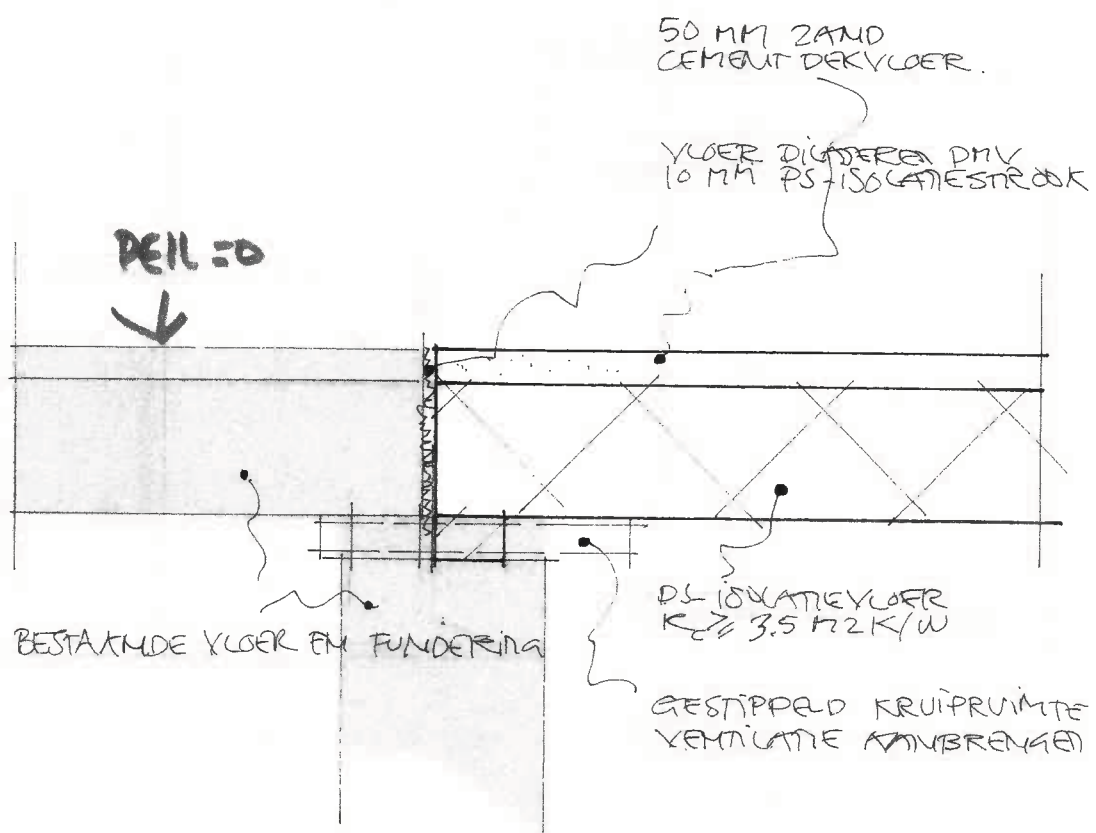 50 MM ZAND
CEMENT DEKVLOER.
VLOER DILATEREN DMV
10 MM PS-ISOLATIESTROOK
PEIL =0
BESTAANDE VLOER EN FUNDERING
PS ISOLATIEVLOER
Rc ≥ 3.5 M2K/W
GESTIPPELD KRUIPRUIMTE
VENTILATIE AANBRENGEN